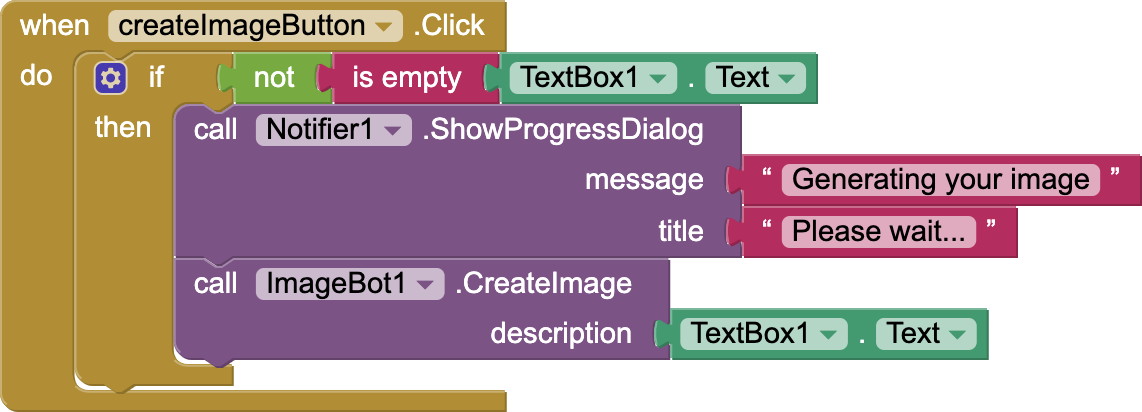 when createImageButton .Click
do if not is empty TextBox1 . Text
then call Notifier1 .ShowProgressDialog
message “ Generating your image ”
title “ Please wait... ”
call ImageBot1 .CreateImage
description TextBox1 . Text